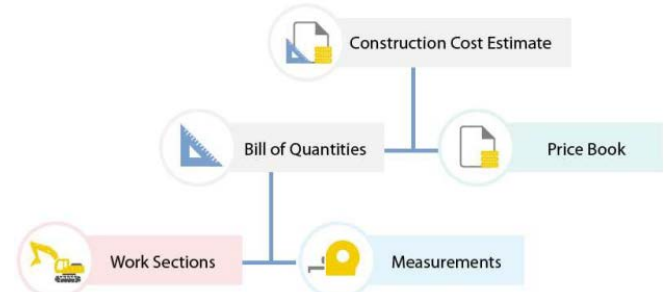 Construction Cost Estimate
Bill of Quantities
Price Book
Work Sections
Measurements